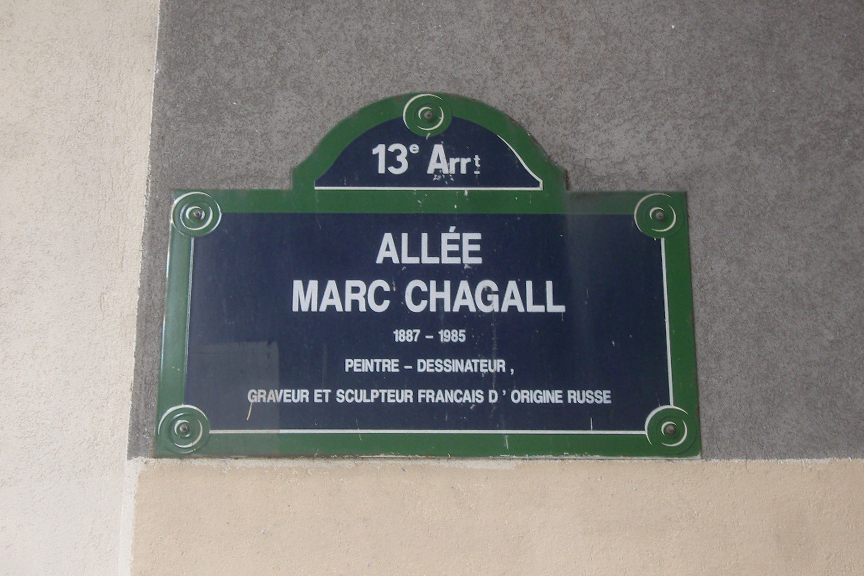 13e Arrt
ALLÉE
MARC CHAGALL
1887 – 1985
PEINTRE – DESSINATEUR ,
GRAVEUR ET SCULPTEUR FRANCAIS D ' ORIGINE RUSSE